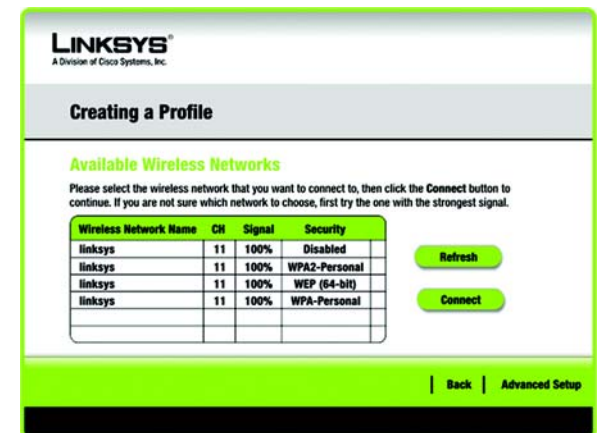 LINKSYS®
A Division of Cisco Systems, Inc.
Creating a Profile
Available Wireless Networks
Please select the wireless network that you want to connect to, then click the Connect button to
continue. If you are not sure which network to choose, first try the one with the strongest signal.
Wireless Network Name CH Signal Security
linksys 11 100% Disabled
linksys 11 100% WPA2-Personal
linksys 11 100% WEP (64-bit)
linksys 11 100% WPA-Personal
Refresh
Connect
Back Advanced Setup